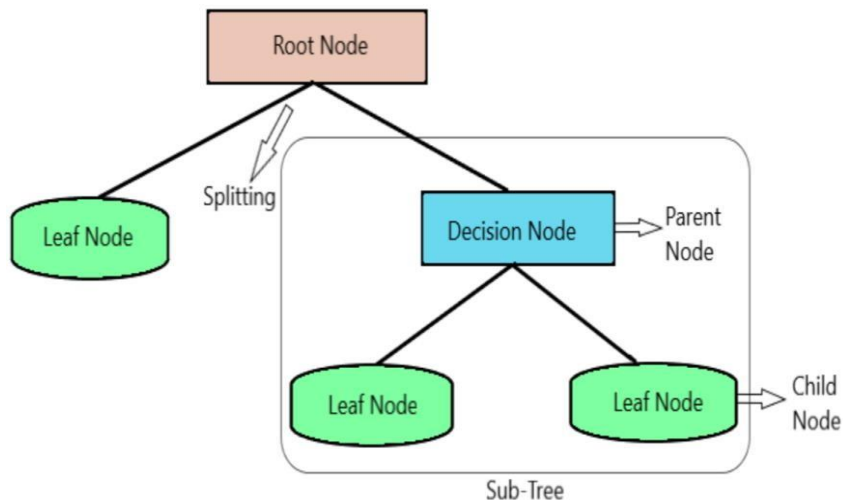 Root Node
Splitting
Leaf Node
Decision Node
Parent
Node
Leaf Node
Leaf Node
Child
Node
Sub-Tree